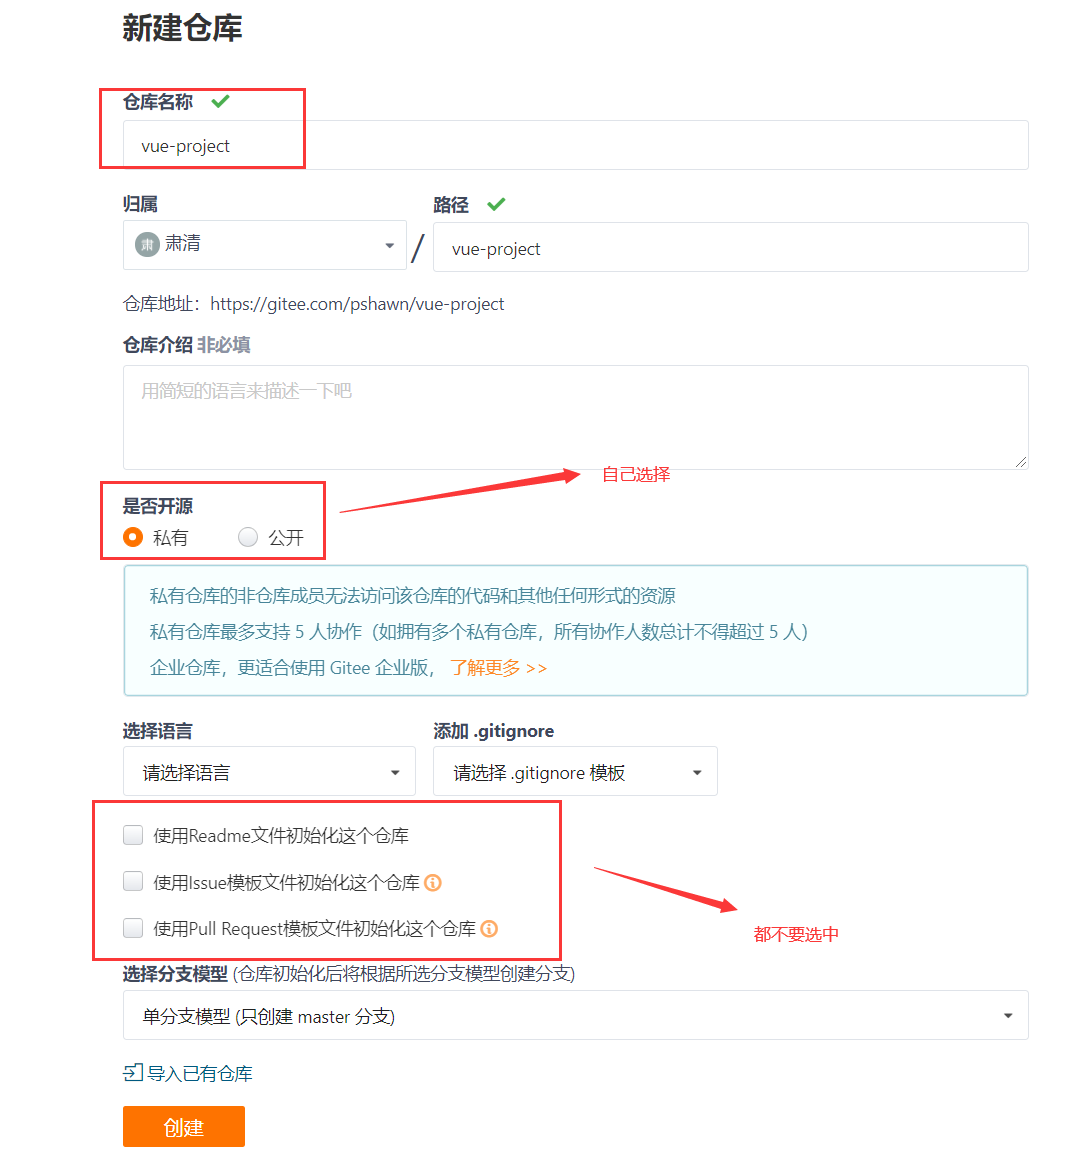 新建仓库
仓库名称
vue-project
归属
路径
肃 肃清
/
vue-project
仓库地址：https://gitee.com/pshawn/vue-project
仓库介绍 非必填
用简短的语言来描述一下吧
自己选择
是否开源
私有
公开
私有仓库的非仓库成员无法访问该仓库的代码和其他任何形式的资源
私有仓库最多支持 5 人协作（如拥有多个私有仓库，所有协作人数总计不得超过 5 人）
企业仓库，更适合使用 Gitee 企业版， 了解更多 >>
选择语言
添加 .gitignore
请选择语言
请选择 .gitignore 模板
使用Readme文件初始化这个仓库
使用Issue模板文件初始化这个仓库
使用Pull Request模板文件初始化这个仓库
都不要选中
选择分支模型 (仓库初始化后将根据所选分支模型创建分支)
单分支模型 (只创建 master 分支)
导入已有仓库
创建